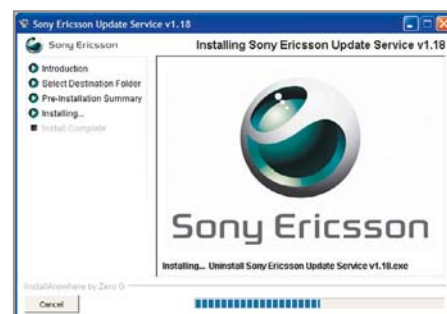 Sony Ericsson Update Service v1.18
Sony Ericsson
Installing Sony Ericsson Update Service v1.18
Introduction
Select Destination Folder
Pre-Installation Summary
Installing...
Install Complete
Sony Ericsson
Installing... Uninstall Sony Ericsson Update Service v1.18.exe
InstallAnywhere by Zero G
Cancel